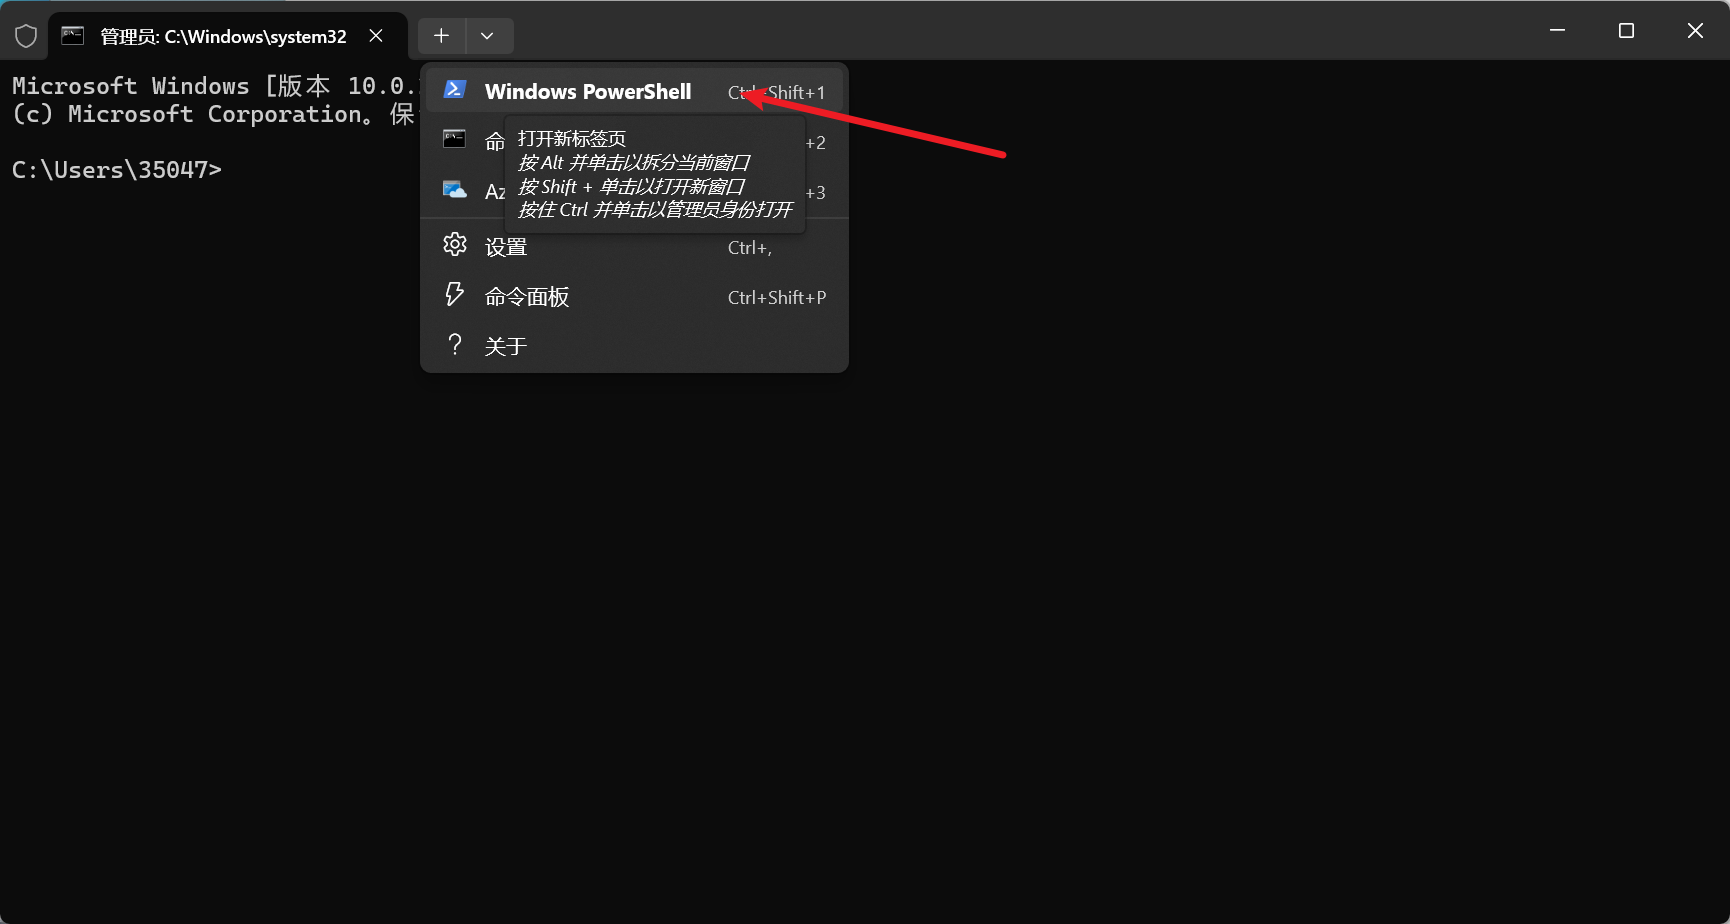 管理员: C:\Windows\system32
Microsoft Windows [版本 10.0.
(c) Microsoft Corporation。保
C:\Users\35047>
Windows PowerShell Ctrl+Shift+1
命 +2
Az +3
打开新标签页
按 Alt 并单击以拆分当前窗口
按 Shift + 单击以打开新窗口
按住 Ctrl 并单击以管理员身份打开
设置 Ctrl+,
命令面板 Ctrl+Shift+P
关于